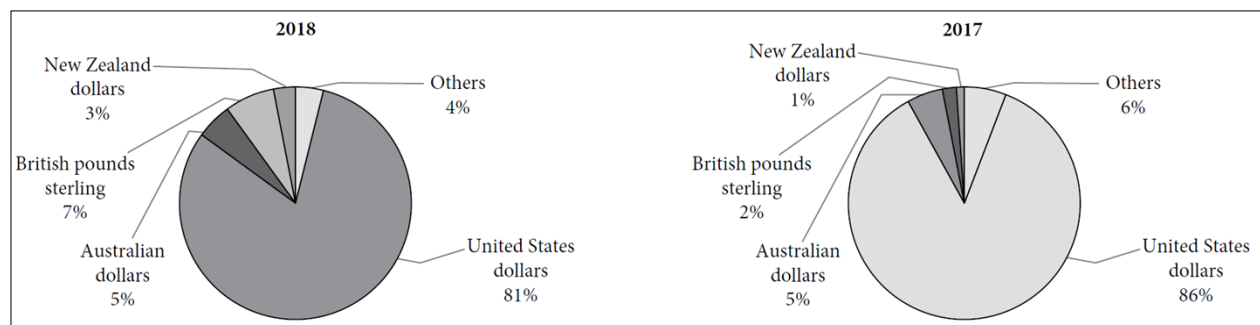 2018
New Zealand
dollars
3%
Others
4%
British pounds
sterling
7%
Australian
dollars
5%
United States
dollars
81%
2017
New Zealand
dollars
1%
Others
6%
British pounds
sterling
2%
Australian
dollars
5%
United States
dollars
86%